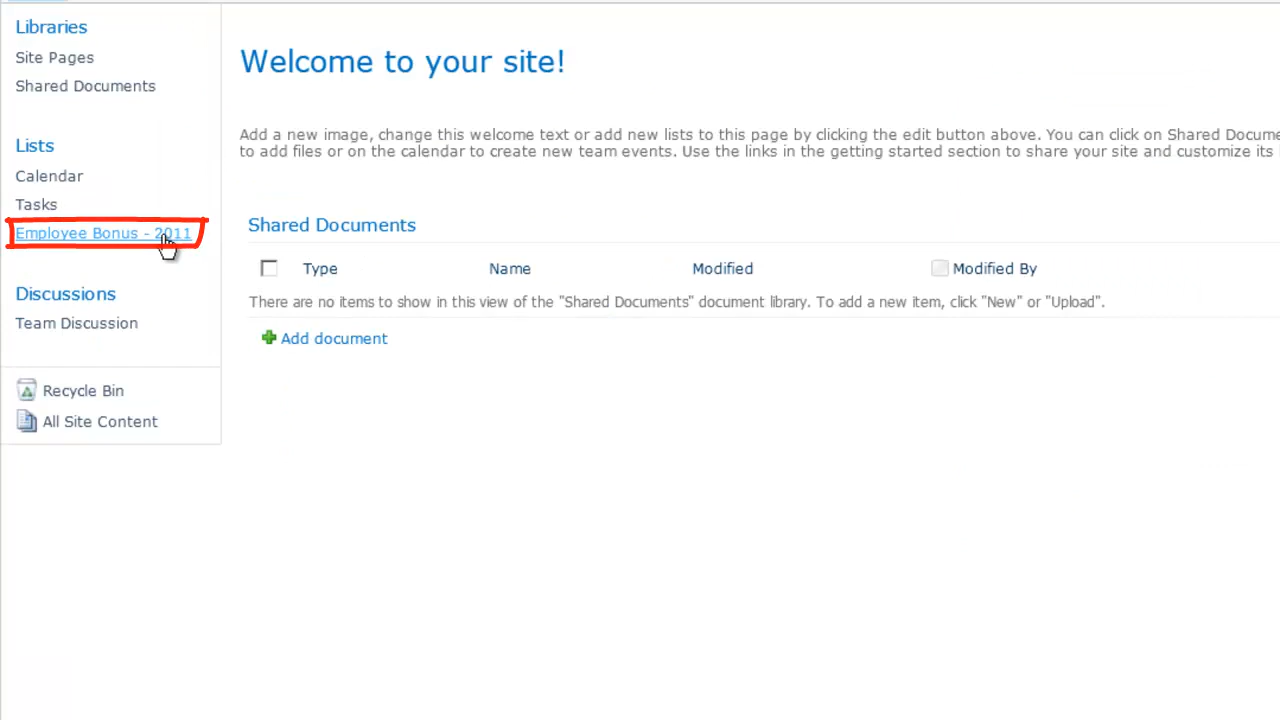 Libraries
Site Pages
Shared Documents
Lists
Calendar
Tasks
Employee Bonus - 2011
Discussions
Team Discussion
Recycle Bin
All Site Content
Welcome to your site!
Add a new image, change this welcome text or add new lists to this page by clicking the edit button above. You can click on Shared
to add files or on the calendar to create new team events. Use the links in the getting started section to share your site and customize its
Shared Documents
Type Name Modified Modified By
There are no items to show in this view of the "Shared Documents" document library. To add a new item, click "New" or "Upload".
Add document